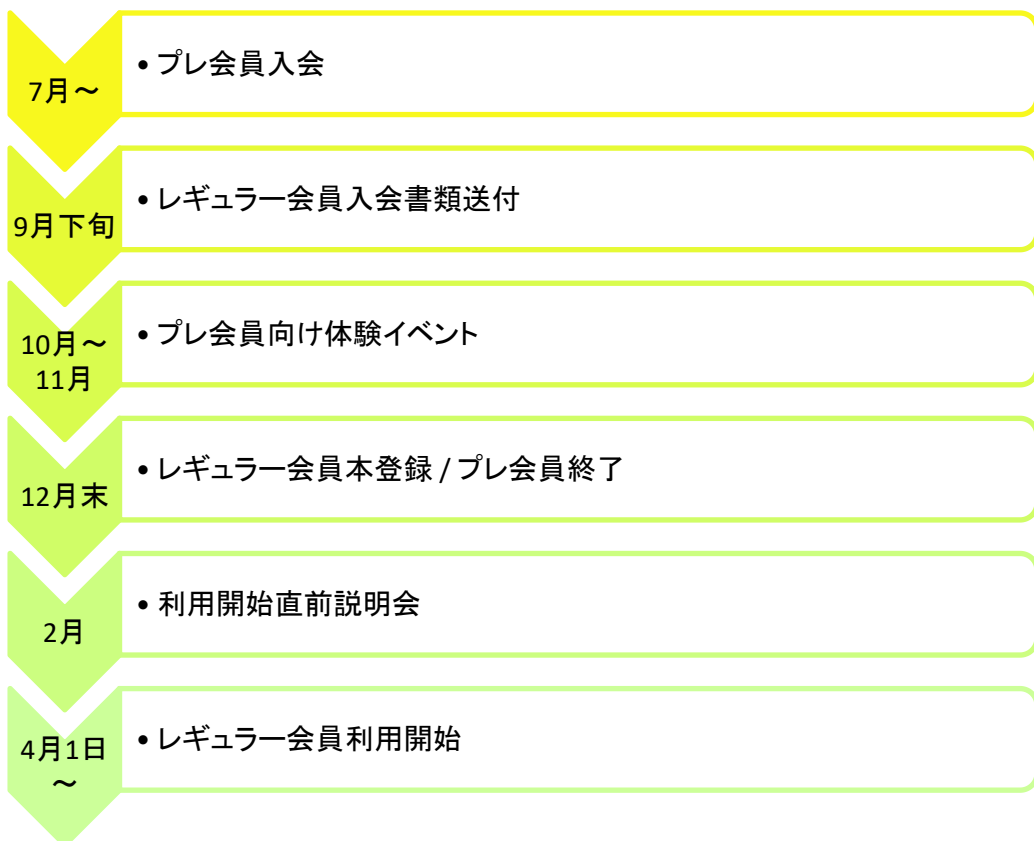 7月～
• プレ会員入会
9月下旬
• レギュラー会員入会書類送付
10月～
11月
• プレ会員向け体験イベント
12月末
• レギュラー会員本登録 / プレ会員終了
2月
• 利用開始直前説明会
4月1日
～
• レギュラー会員利用開始